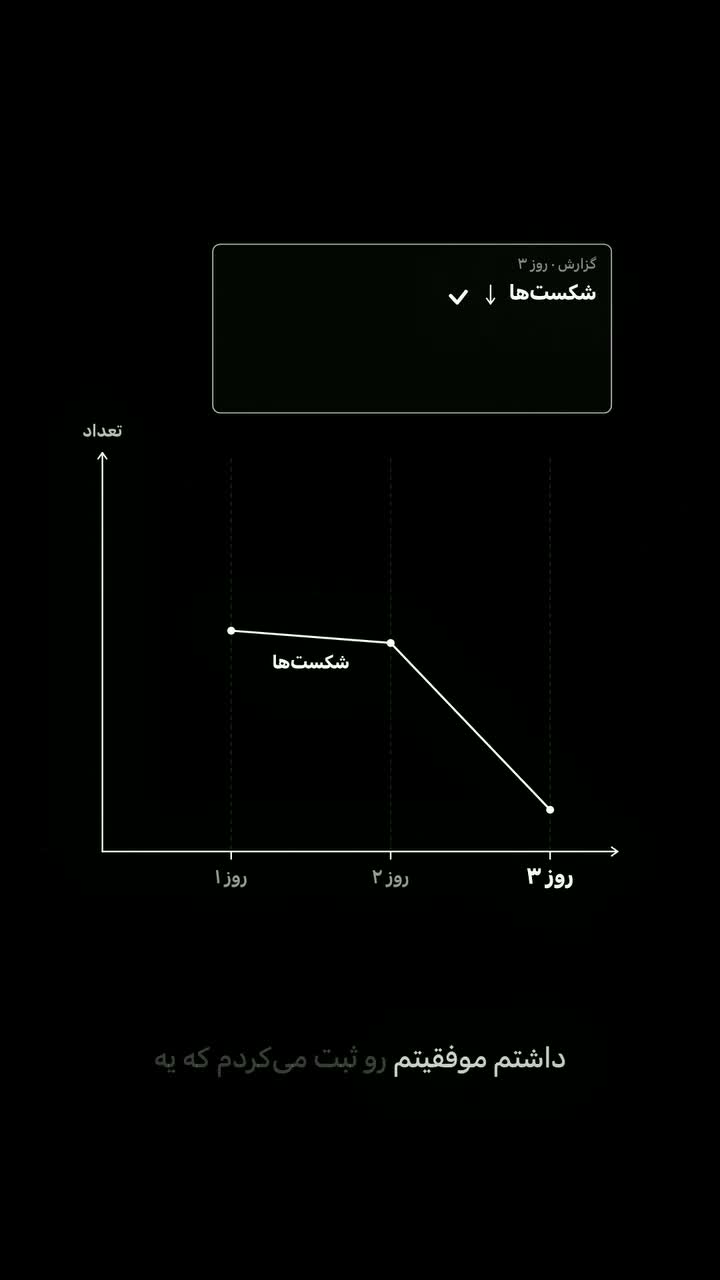 گزارش · روز ۳
شکست‌ها ↓ ✓
تعداد
شکست‌ها
روز ۱
روز ۲
روز ۳
داشتم موفقیتم رو ثبت می‌کردم که یه